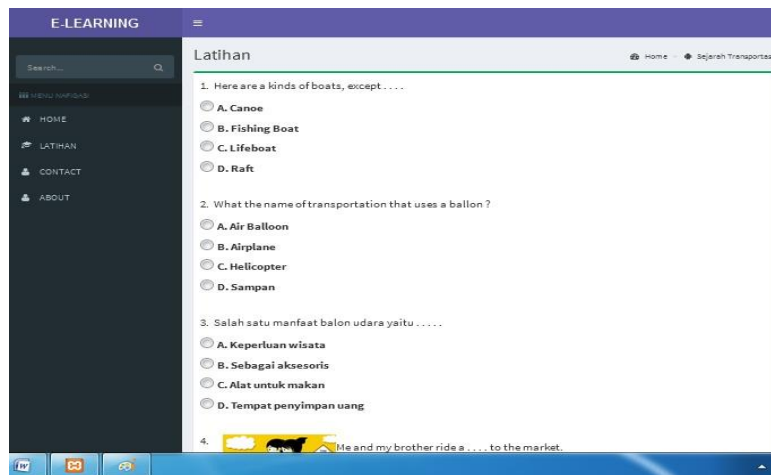 E-LEARNING
Search...
MENU NAFIGASI
HOME
LATIHAN
CONTACT
ABOUT
Latihan
Home
Sejarah Transportas
1. Here are a kinds of boats, except . . . .
A. Canoe
B. Fishing Boat
C. Lifeboat
D. Raft
2. What the name of transportation that uses a ballon ?
A. Air Balloon
B. Airplane
C. Helicopter
D. Sampan
3. Salah satu manfaat balon udara yaitu . . . . .
A. Keperluan wisata
B. Sebagai aksesoris
C. Alat untuk makan
D. Tempat penyimpan uang
4. Me and my brother ride a . . . . to the market.